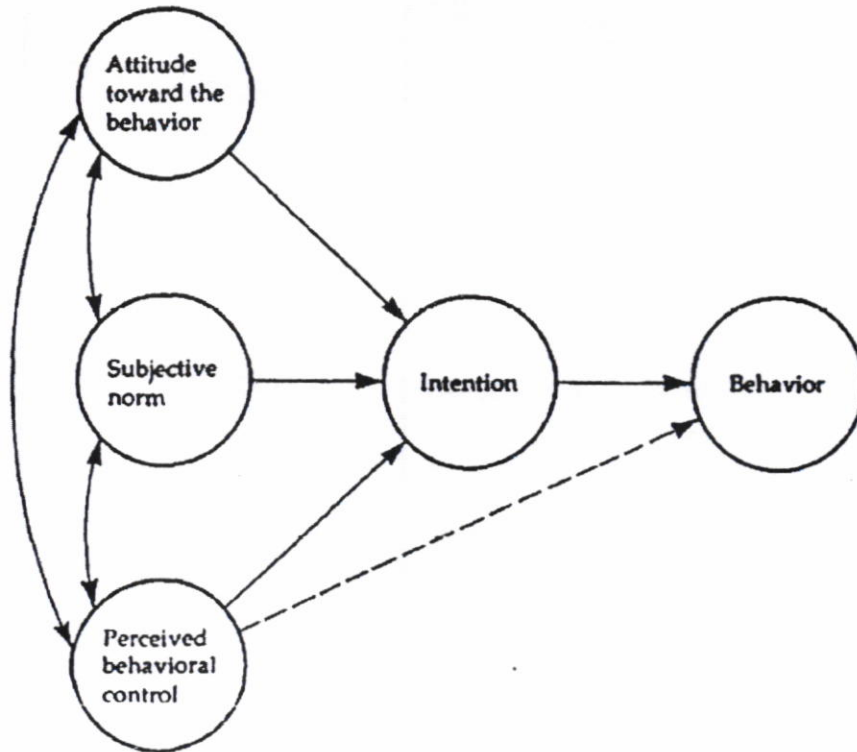 Attitude
toward the
behavior
Subjective
norm
Intention
Behavior
Perceived
behavioral
control